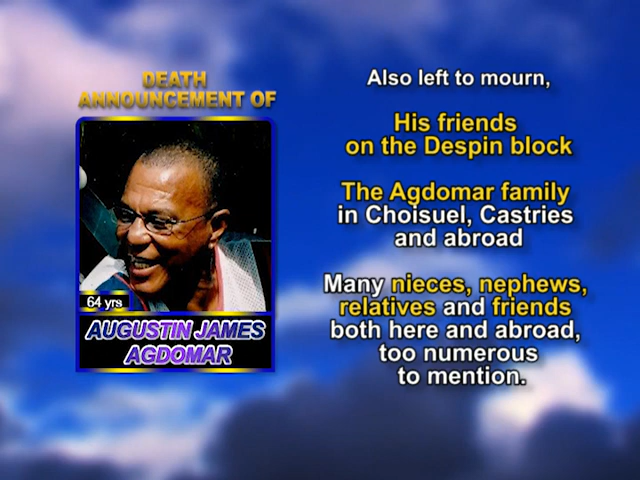 DEATH
ANNOUNCEMENT OF
64 yrs
AUGUSTIN JAMES
AGDOMAR
Also left to mourn,
His friends
on the Despin block
The Agdomar family
in Choisuel, Castries
and abroad
Many nieces, nephews,
relatives and friends
both here and abroad,
too numerous
to mention.